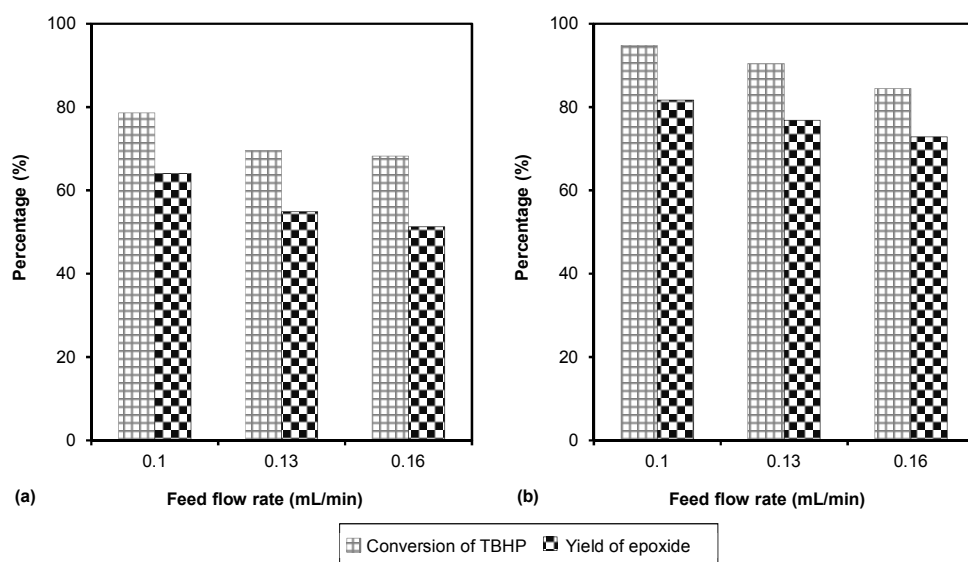 100
80
60
40
20
0
Percentage (%)
0.1 0.13 0.16
(a) Feed flow rate (mL/min)
100
80
60
40
20
0
Percentage (%)
0.1 0.13 0.16
(b) Feed flow rate (mL/min)
Conversion of TBHP Yield of epoxide